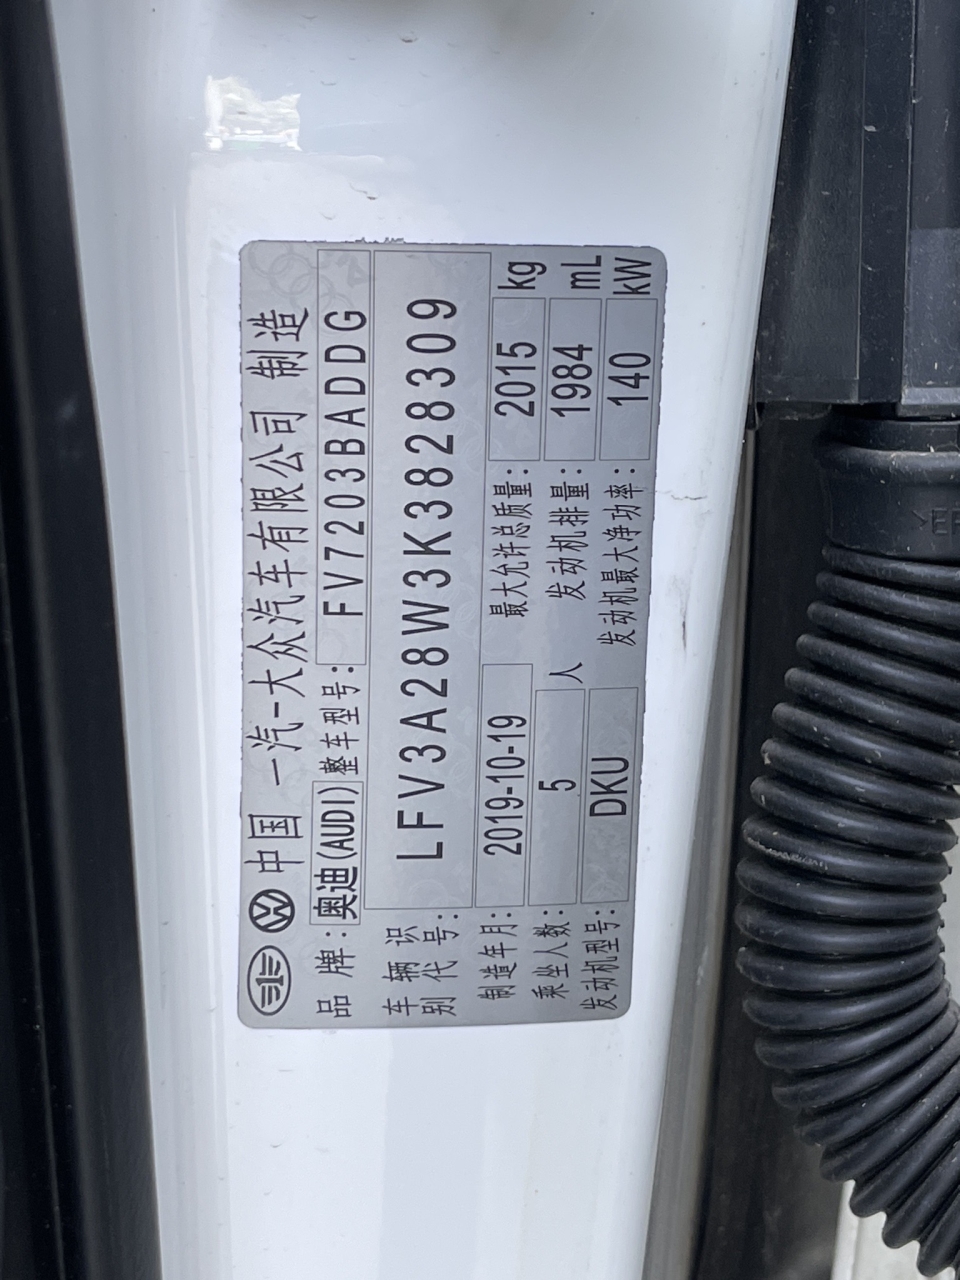 中国 一汽-大众汽车有限公司 制造
品牌: 奥迪(AUDI) 整车型号: FV7203BADDG
车辆识别代号: LFV3A28W3K3828309
制造年月: 2019-10-19 最大允许总质量: 2015 kg
乘坐人数: 5 人 发动机排量: 1984 mL
发动机型号: DKU 发动机最大净功率: 140 kW